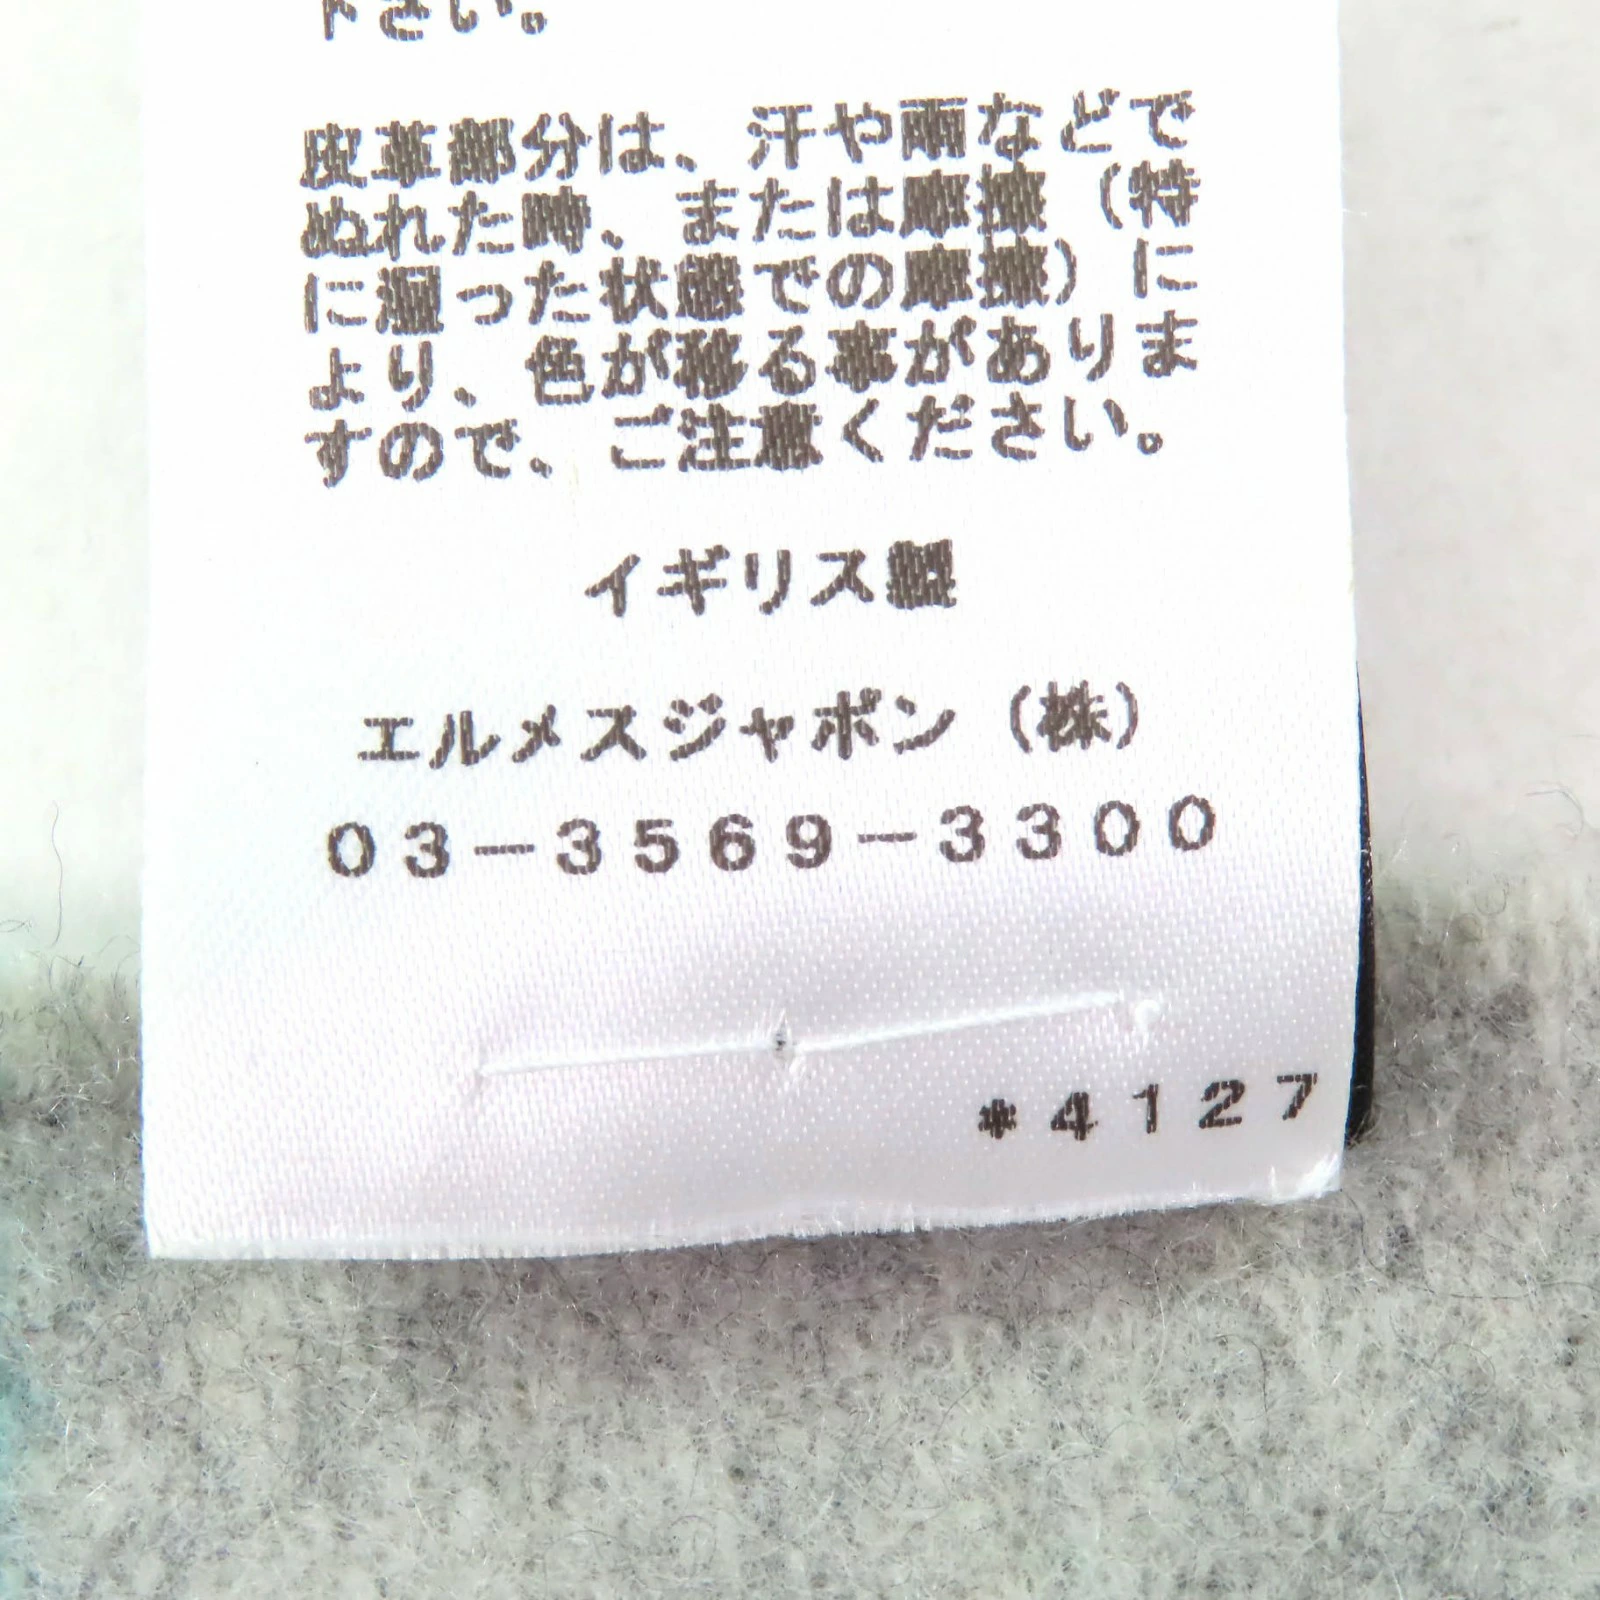 下さい。
皮革部分は、汗や雨などで
ぬれた時、または摩擦（特
に湿った状態での摩擦）に
より、色が移る事がありま
すので、ご注意ください。
イギリス製
エルメスジャポン（株）
０３－３５６９－３３００
*４１２７